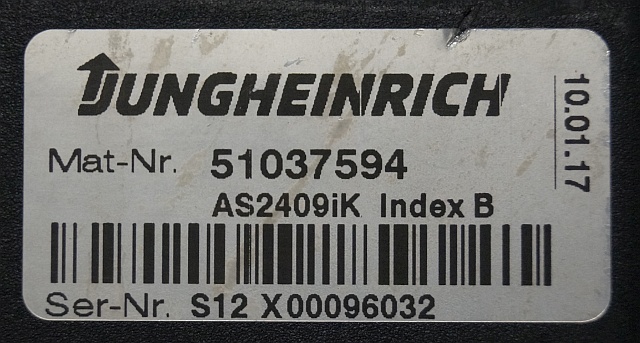 JUNGHEINRICH
10.01.17
Mat-Nr. 51037594
AS2409iK Index B
Ser-Nr. S12 X00096032